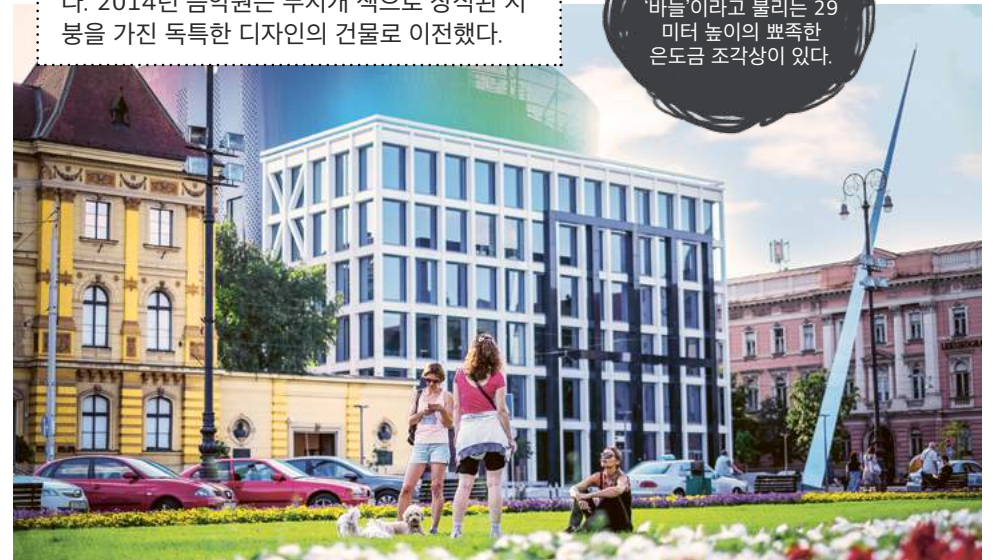 다. 2014년 음악원은 무지개 색으로 장식된 지
붕을 가진 독특한 디자인의 건물로 이전했다.
'바늘'이라고 불리는 29
미터 높이의 뾰족한
은도금 조각상이 있다.